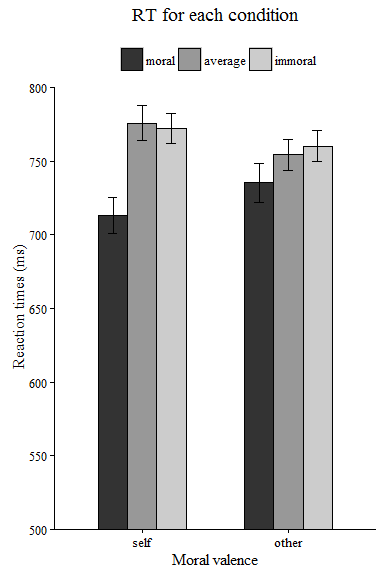 RT for each condition
moral average immoral
Reaction times (ms)
800
750
700
650
600
550
500
self other
Moral valence